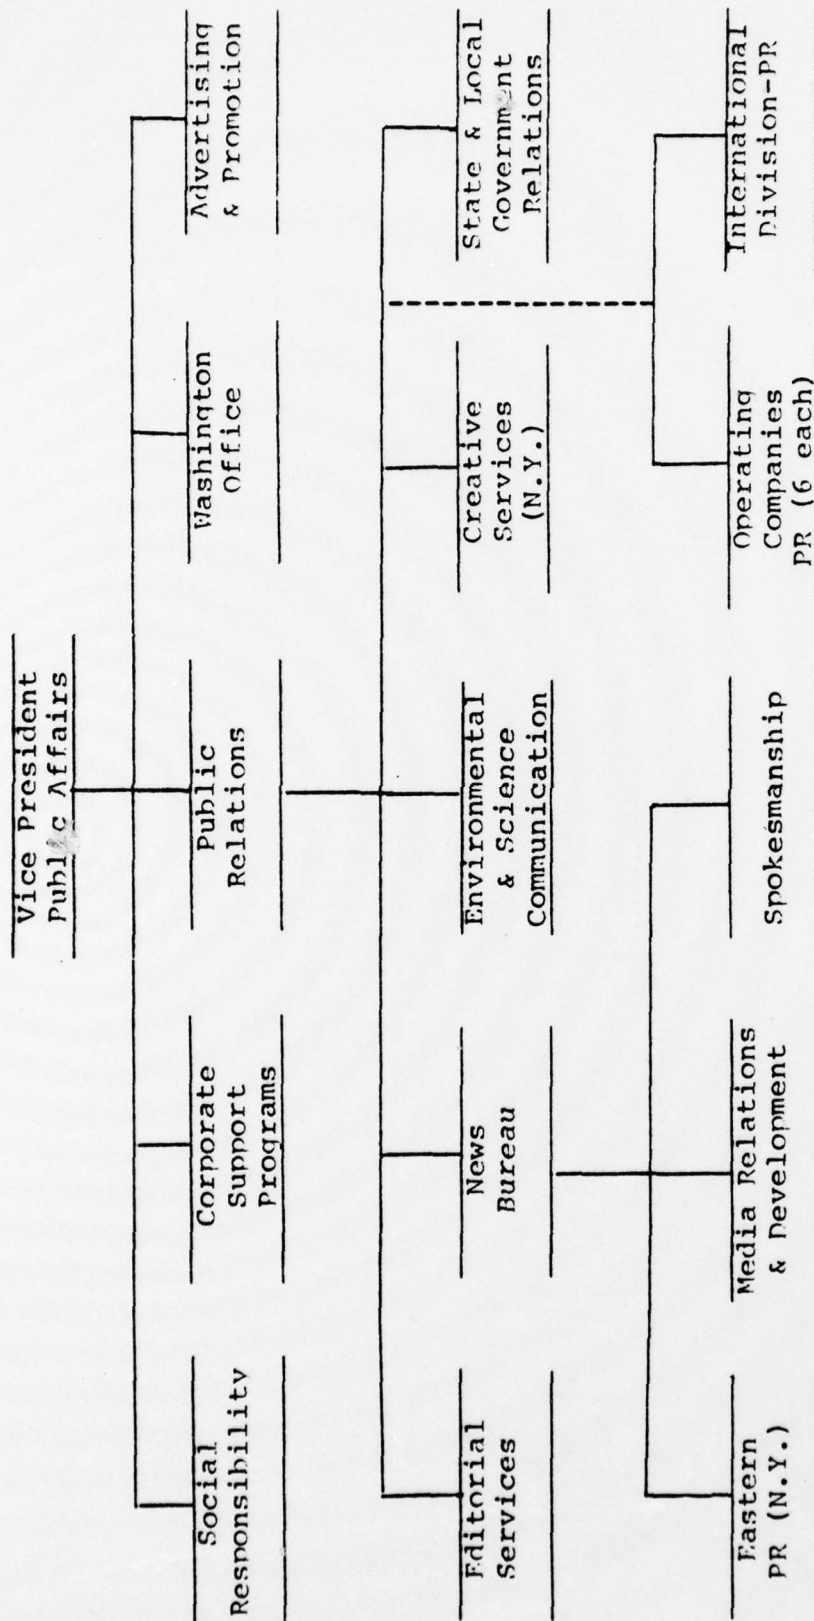 Vice President
Public Affairs
Social
Responsibility
Corporate
Support
Programs
Public
Relations
Washington
Office
Advertising
& Promotion
Editorial
Services
News
Bureau
Environmental
& Science
Communication
Creative
Services
(N.Y.)
State & Local
Government
Relations
Eastern
PR (N.Y.)
Media Relations
& Development
Spokesmanship
Operating
Companies
PR (6 each)
International
Division-PR